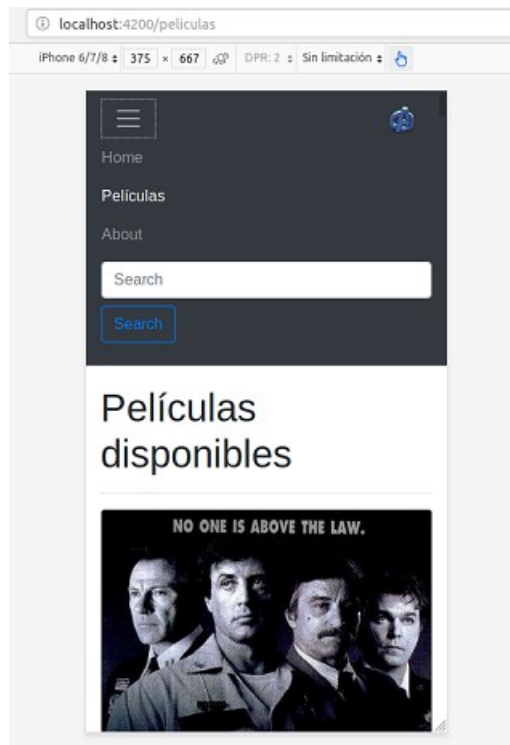 localhost:4200/peliculas
iPhone 6/7/8 375 × 667 DPR: 2 Sin limitación
Home
Películas
About
Search
Search
Películas
disponibles
NO ONE IS ABOVE THE LAW.